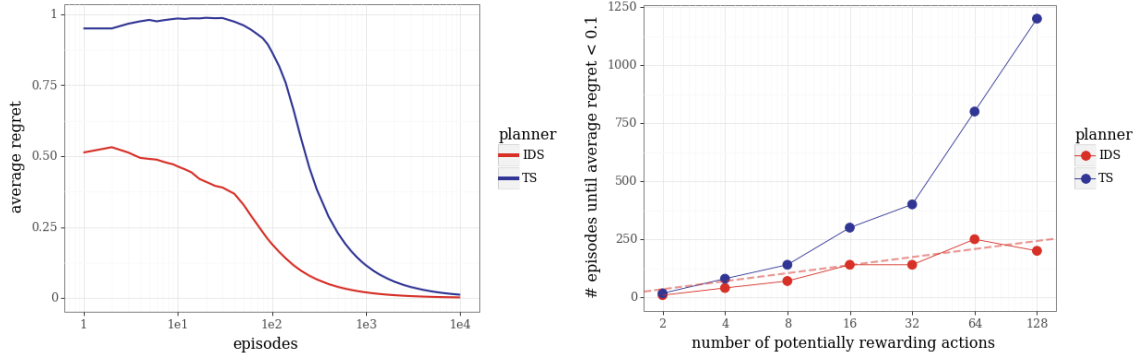 1
0.75
0.50
0.25
0
average regret
1
1e1
1e2
1e3
1e4
episodes
planner
IDS
TS
1250
1000
750
500
250
0
# episodes until average regret < 0.1
2
4
8
16
32
64
128
number of potentially rewarding actions
planner
IDS
TS